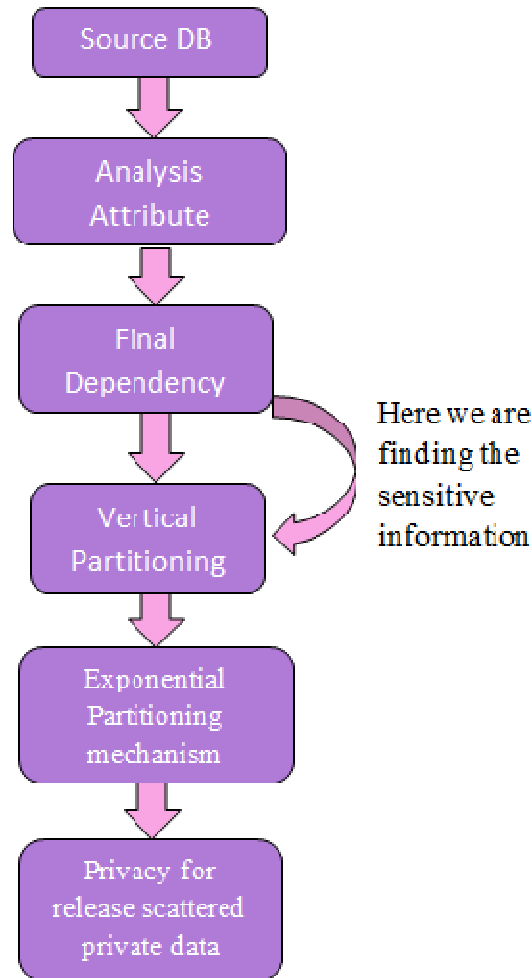 Source DB
Analysis
Attribute
FInal
Dependency
Here we are
finding the
sensitive
information
Vertical
Partitioning
Exponential
Partitioning
mechanism
Privacy for
release scattered
private data